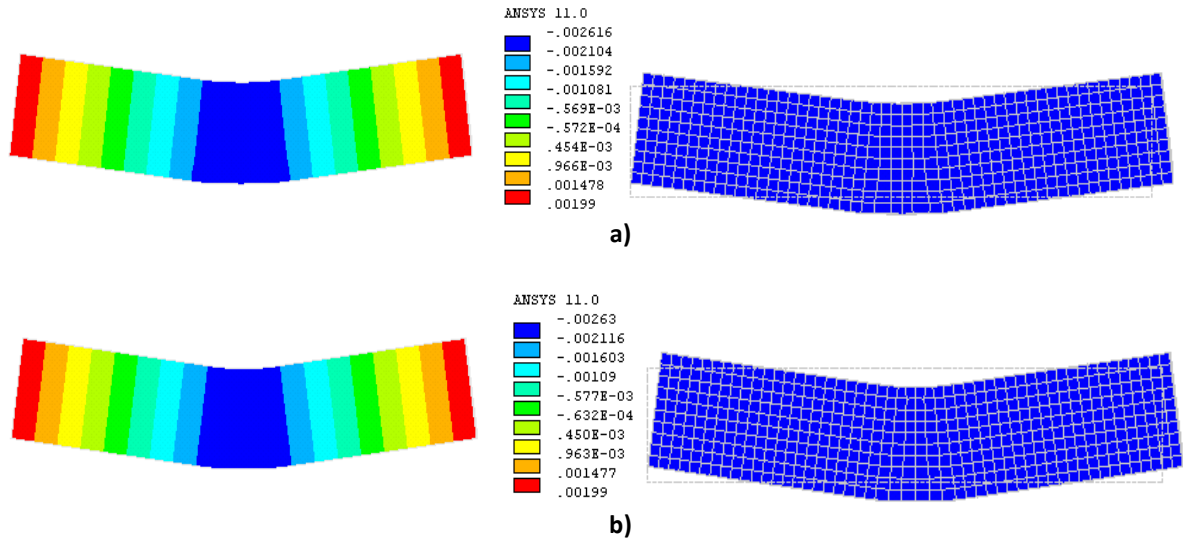 ANSYS 11.0
-.002616
-.002104
-.001592
-.001081
-.569E-03
-.572E-04
.454E-03
.966E-03
.001478
.00199
a)
ANSYS 11.0
-.00263
-.002116
-.001603
-.00109
-.577E-03
-.632E-04
.450E-03
.963E-03
.001477
.00199
b)